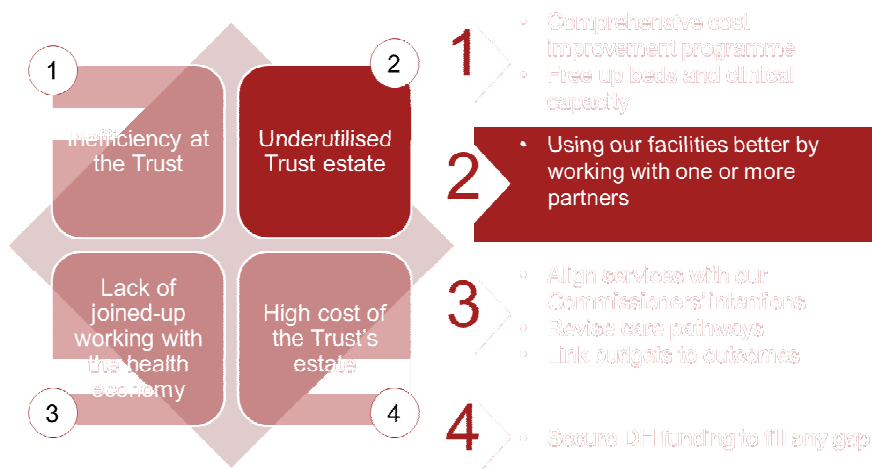 1
Inefficiency at
the Trust
2
Underutilised
Trust estate
Lack of
joined-up
working with
the health
economy
3
High cost of
the Trust's
estate
4
1
• Comprehensive cost
improvement programme
• Free up beds and clinical
capacity
2
• Using our facilities better by
working with one or more
partners
3
• Align services with our
Commissioners' intentions
• Revise care pathways
• Link budgets to outcomes
4
• Secure DH funding to fill any gap